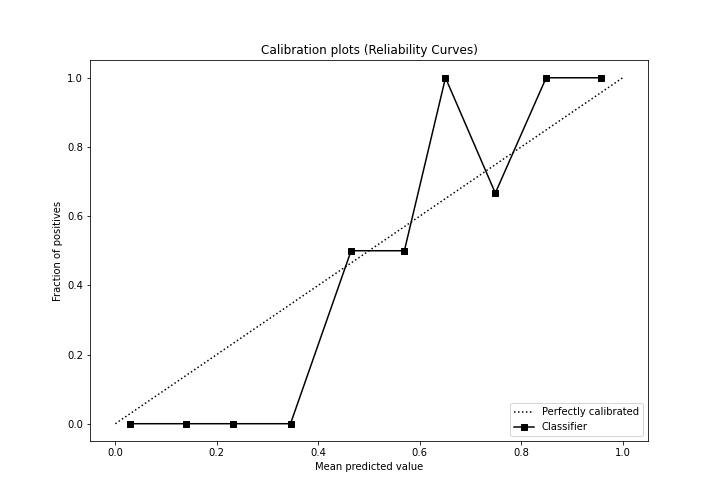 Calibration plots (Reliability Curves)
1.0
0.8
0.6
0.4
0.2
0.0
Fraction of positives
Perfectly calibrated
Classifier
0.0 0.2 0.4 0.6 0.8 1.0
Mean predicted value